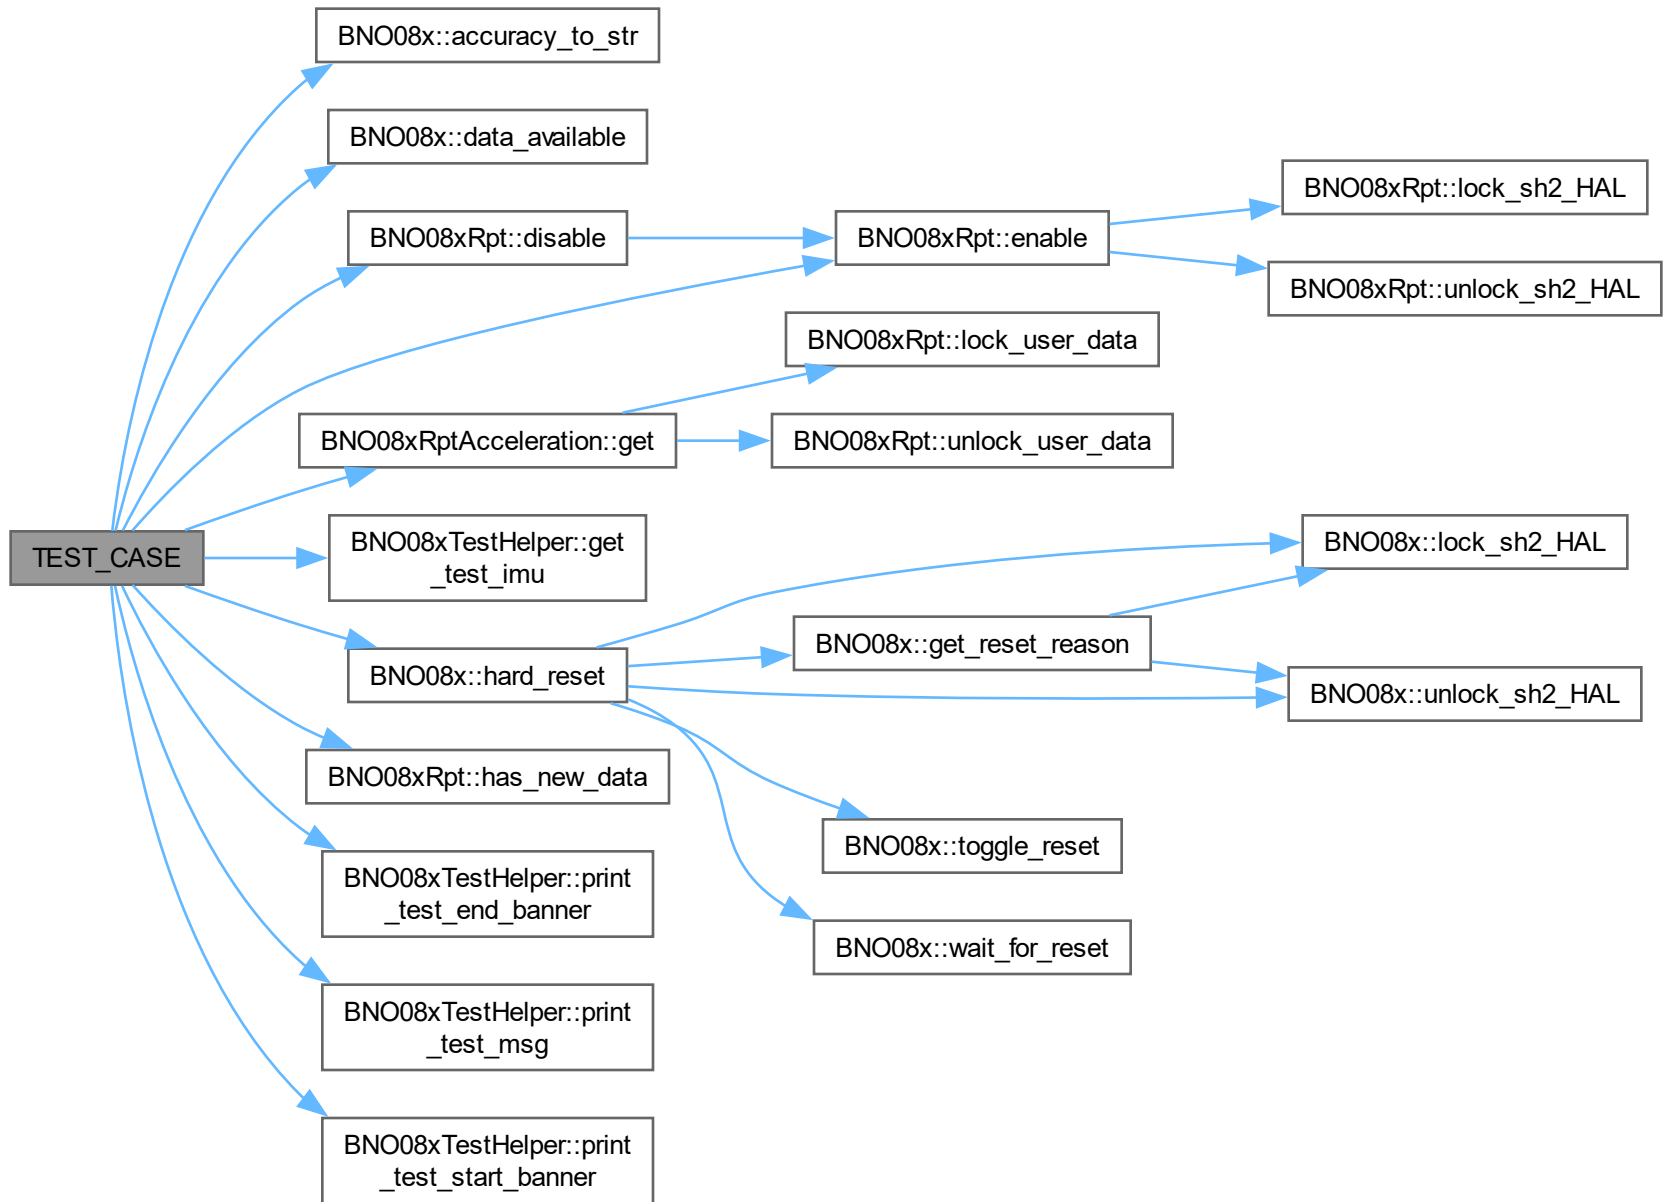 BNO08x::accuracy_to_str
BNO08x::data_available
BNO08xRpt::lock_sh2_HAL
BNO08xRpt::disable
BNO08xRpt::enable
BNO08xRpt::unlock_sh2_HAL
BNO08xRpt::lock_user_data
BNO08xRptAcceleration::get
BNO08xRpt::unlock_user_data
TEST_CASE
BNO08xTestHelper::get
_test_imu
BNO08x::lock_sh2_HAL
BNO08x::get_reset_reason
BNO08x::hard_reset
BNO08x::unlock_sh2_HAL
BNO08xRpt::has_new_data
BNO08x::toggle_reset
BNO08xTestHelper::print
_test_end_banner
BNO08x::wait_for_reset
BNO08xTestHelper::print
_test_msg
BNO08xTestHelper::print
_test_start_banner